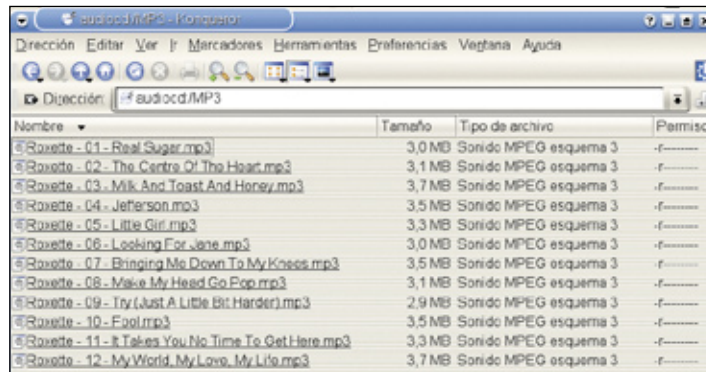 audiocd:/MP3 - Konqueror
Dirección Editar Ver Ir Marcadores Herramientas Preferencias Ventana Ayuda
Dirección: audiocd:/MP3
Nombre Tamaño Tipo de archivo Permiso
Roxette - 01 - Real Sugar.mp3 3,0 MB Sonido MPEG esquema 3 -r--------
Roxette - 02 - The Centre Of The Heart.mp3 3,1 MB Sonido MPEG esquema 3 -r--------
Roxette - 03 - Milk And Toast And Honey.mp3 3,7 MB Sonido MPEG esquema 3 -r--------
Roxette - 04 - Jefferson.mp3 3,5 MB Sonido MPEG esquema 3 -r--------
Roxette - 05 - Little Girl.mp3 3,3 MB Sonido MPEG esquema 3 -r--------
Roxette - 06 - Looking For Jane.mp3 3,0 MB Sonido MPEG esquema 3 -r--------
Roxette - 07 - Bringing Me Down To My Knees.mp3 3,5 MB Sonido MPEG esquema 3 -r--------
Roxette - 08 - Make My Head Go Pop.mp3 3,1 MB Sonido MPEG esquema 3 -r--------
Roxette - 09 - Try (Just A Little Bit Harder).mp3 2,9 MB Sonido MPEG esquema 3 -r--------
Roxette - 10 - Fool.mp3 3,5 MB Sonido MPEG esquema 3 -r--------
Roxette - 11 - It Takes You No Time To Get Here.mp3 3,3 MB Sonido MPEG esquema 3 -r--------
Roxette - 12 - My World, My Love, My Life.mp3 3,7 MB Sonido MPEG esquema 3 -r--------